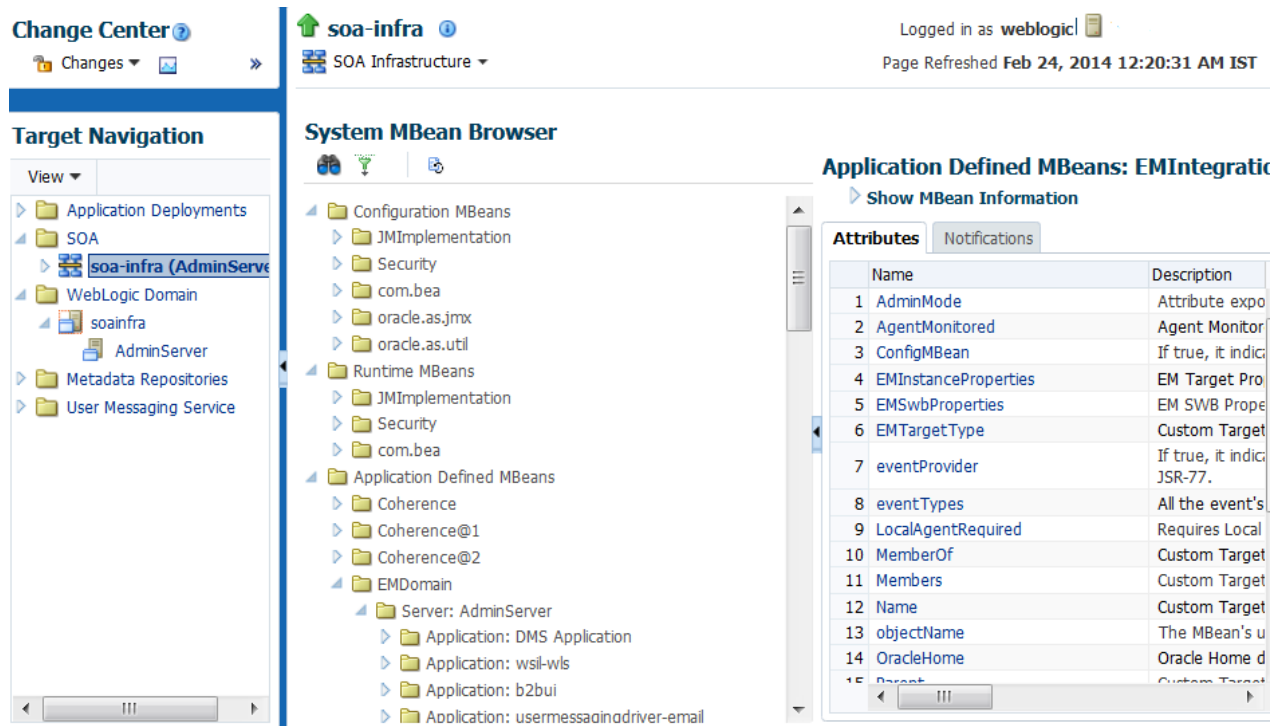 Change Center
Changes
soa-infra
SOA Infrastructure
Logged in as weblogic
Page Refreshed Feb 24, 2014 12:20:31 AM IST
Target Navigation
View
Application Deployments
SOA
soa-infra (AdminServe
WebLogic Domain
soainfra
AdminServer
Metadata Repositories
User Messaging Service
System MBean Browser
Configuration MBeans
JMImplementation
Security
com.bea
oracle.as.jmx
oracle.as.util
Runtime MBeans
JMImplementation
Security
com.bea
Application Defined MBeans
Coherence
Coherence@1
Coherence@2
EMDomain
Server: AdminServer
Application: DMS Application
Application: wsil-wls
Application: b2bui
Application: usermessagingdriver-email
Application Defined MBeans: EMIntegratio
Show MBean Information
Attributes Notifications
Name Description
1 AdminMode Attribute expo
2 AgentMonitored Agent Monitor
3 ConfigMBean If true, it indica
4 EMInstanceProperties EM Target Pro
5 EMSwbProperties EM SWB Prope
6 EMTargetType Custom Target
7 eventProvider If true, it indica
JSR-77.
8 eventTypes All the event's
9 LocalAgentRequired Requires Local
10 MemberOf Custom Target
11 Members Custom Target
12 Name Custom Target
13 objectName The MBean's u
14 OracleHome Oracle Home d
15 Parent Custom Target